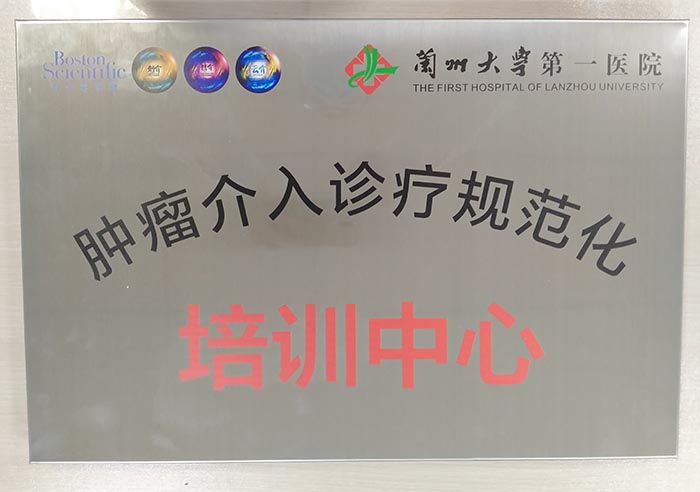 Boston
Scientific
兰州大学第一医院
THE FIRST HOSPITAL OF LANZHOU UNIVERSITY
肿瘤介入诊疗规范化
培训中心